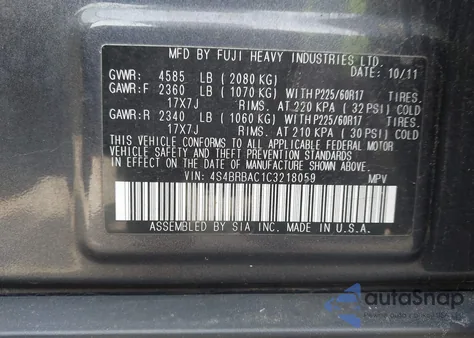 MFD BY FUJI HEAVY INDUSTRIES LTD.
DATE: 10/11
GVWR: 4585 LB (2080 KG)
GAWR:F 2360 LB (1070 KG) WITH P225/60R17 TIRES.
17X7J RIMS. AT 220 KPA (32 PSI) COLD
GAWR:R 2340 LB (1060 KG) WITH P225/60R17 TIRES.
17X7J RIMS. AT 210 KPA (30 PSI) COLD
THIS VEHICLE CONFORMS TO ALL APPLICABLE FEDERAL MOTOR
VEHICLE SAFETY STANDARDS IN EFFECT ON THE
DATE OF MANUFACTURE SHOWN ABOVE.
VIN: 4S4BRBAC1C3218059 MPV
ASSEMBLED BY SIA INC. MADE IN U.S.A.
autoSnap